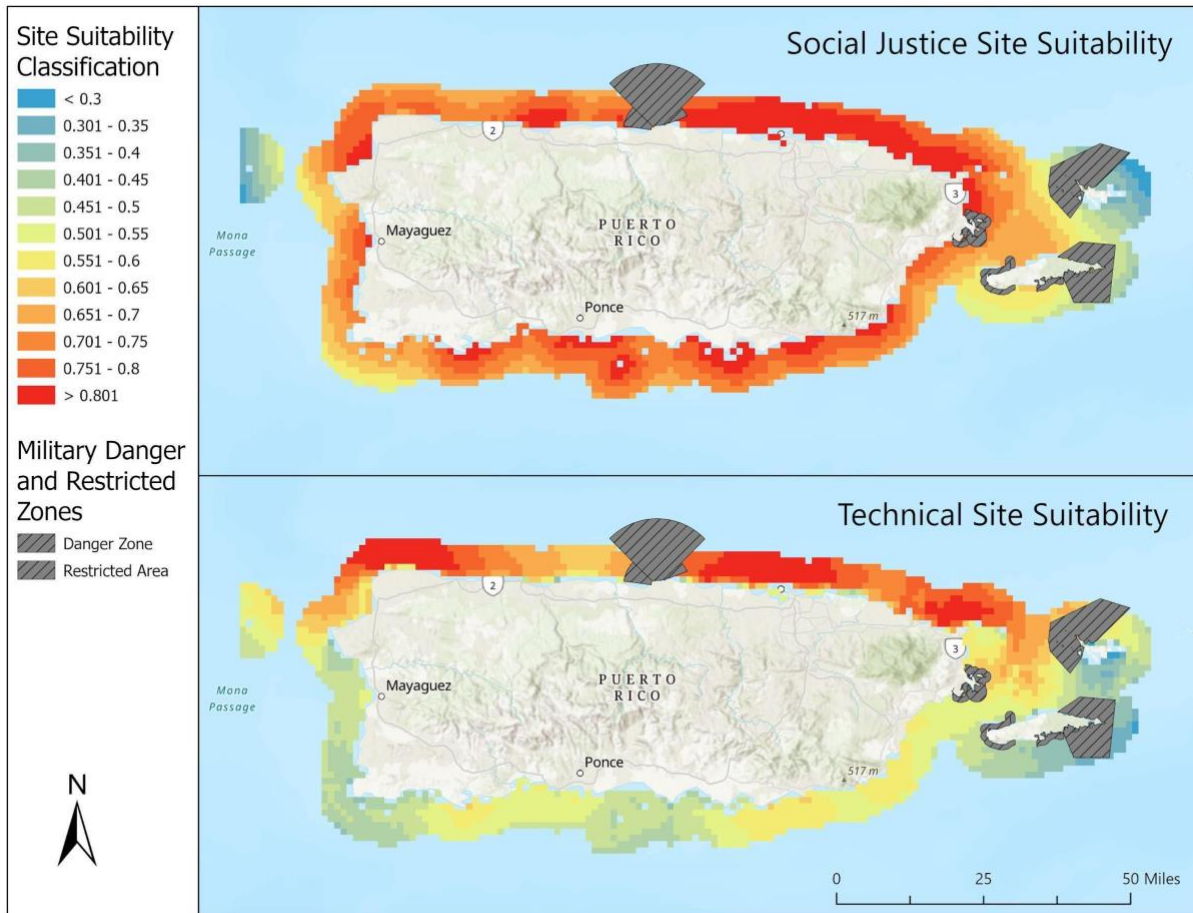 Site Suitability
Classification
< 0.3
0.301 - 0.35
0.351 - 0.4
0.401 - 0.45
0.451 - 0.5
0.501 - 0.55
0.551 - 0.6
0.601 - 0.65
0.651 - 0.7
0.701 - 0.75
0.751 - 0.8
> 0.801
Military Danger
and Restricted
Zones
Danger Zone
Restricted Area
N
Social Justice Site Suitability
2
3
Mona
Passage
Mayaguez
PUERTO
RICO
Ponce
517 m
Technical Site Suitability
2
3
Mona
Passage
Mayaguez
PUERTO
RICO
Ponce
517 m
0 25 50 Miles